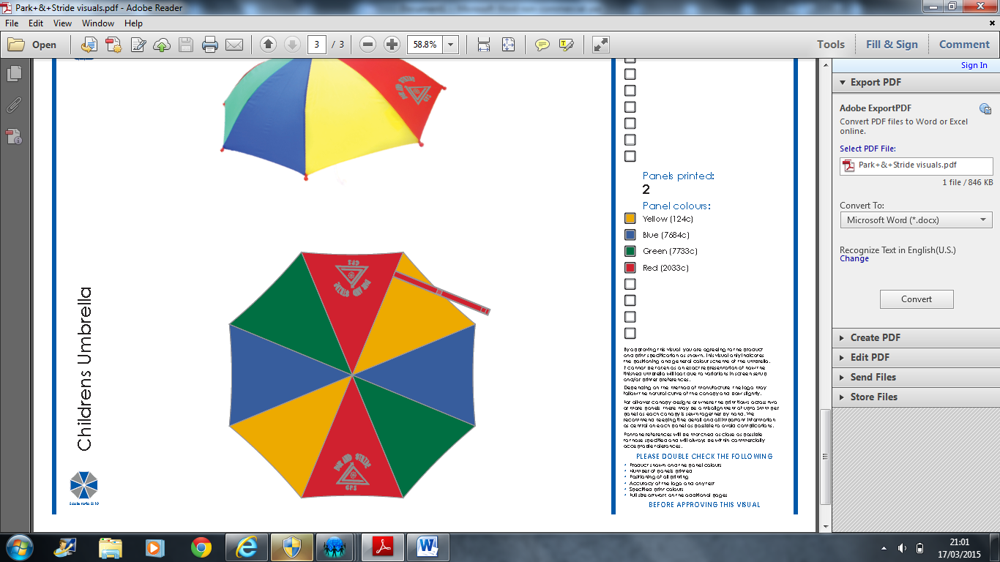 Park+&+Stride visuals.pdf - Adobe Reader
File Edit View Window Help
Open 3 / 3 58.8% Tools Fill & Sign Comment
Sign In
Export PDF
Adobe ExportPDF
Convert PDF files to Word or Excel
online.
Select PDF File:
Park+&+Stride visuals.pdf
1 file / 846 KB
Convert To:
Microsoft Word (*.docx)
Recognize Text in English(U.S.)
Change
Convert
Create PDF
Edit PDF
Send Files
Store Files
Panels printed:
2
Panel colours:
Yellow (124c)
Blue (7684c)
Green (7733c)
Red (2033c)
By approving this visual you are agreeing to the product
and print specification as shown. This visual only indicates
the positioning and general colour scheme of the umbrella.
It cannot be taken as an exact representation of how the
finished umbrella will look due to variations in screen setup
and/or printer preferences.
Depending on the method of manufacture the logo may
follow the natural curve of the canopy and bow slightly.
For all-over canopy designs or where the print flows across two
or more panels there may be a misalignment of upto 5mm per
panel as each canopy is sewn together by hand. We
recommend keeping fine detail and all important information
as central on each panel as possible to avoid complications.
Pantone references will be matched as close as possible
to those specified and will always be within commercially
acceptable tolerances.
PLEASE DOUBLE CHECK THE FOLLOWING
• Product shown and the panel colours
• Number of panels printed
• Positioning of all printing
• Accuracy of the logo and any text
• Specified print colours
• Full size artwork on the additional pages
BEFORE APPROVING THIS VISUAL
Childrens Umbrella
PARK AND STRIDE
GP2
PARK AND STRIDE
GP2
21:01
17/03/2015